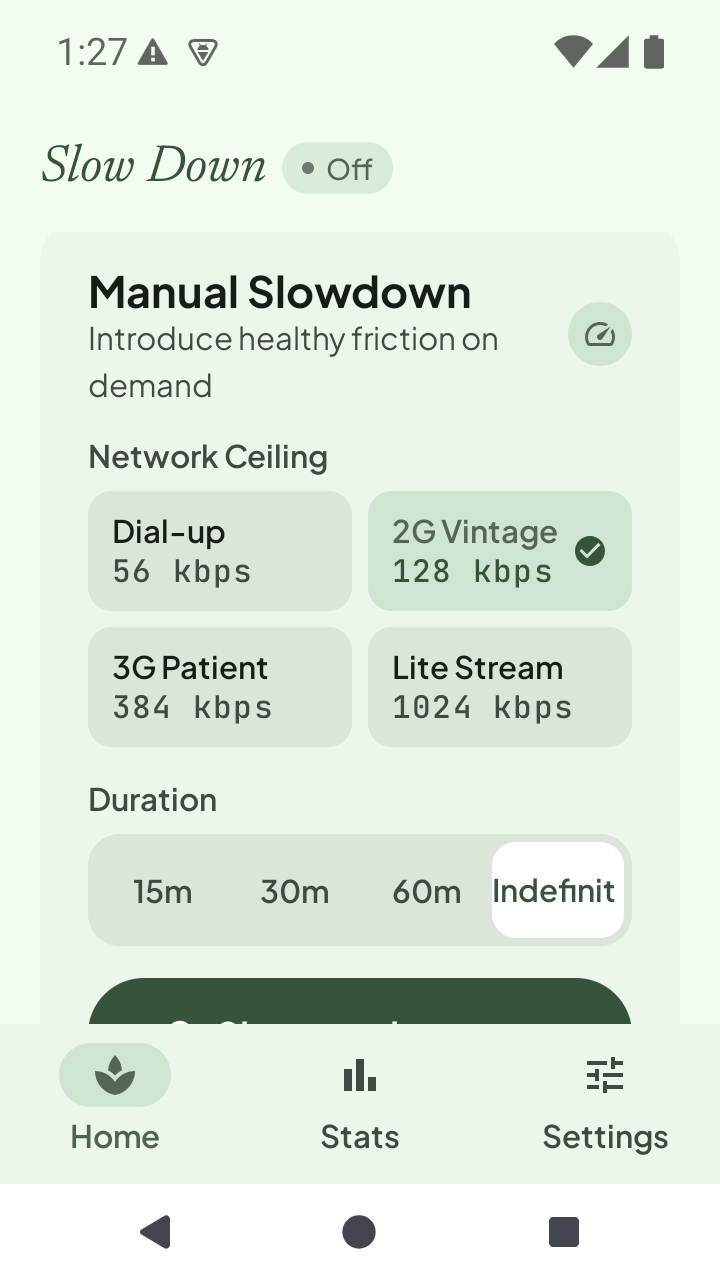 1:27
Slow Down
Off
Manual Slowdown
Introduce healthy friction on
demand
Network Ceiling
Dial-up
56 kbps
2G Vintage
128 kbps
3G Patient
384 kbps
Lite Stream
1024 kbps
Duration
15m
30m
60m
Indefinit
Home
Stats
Settings